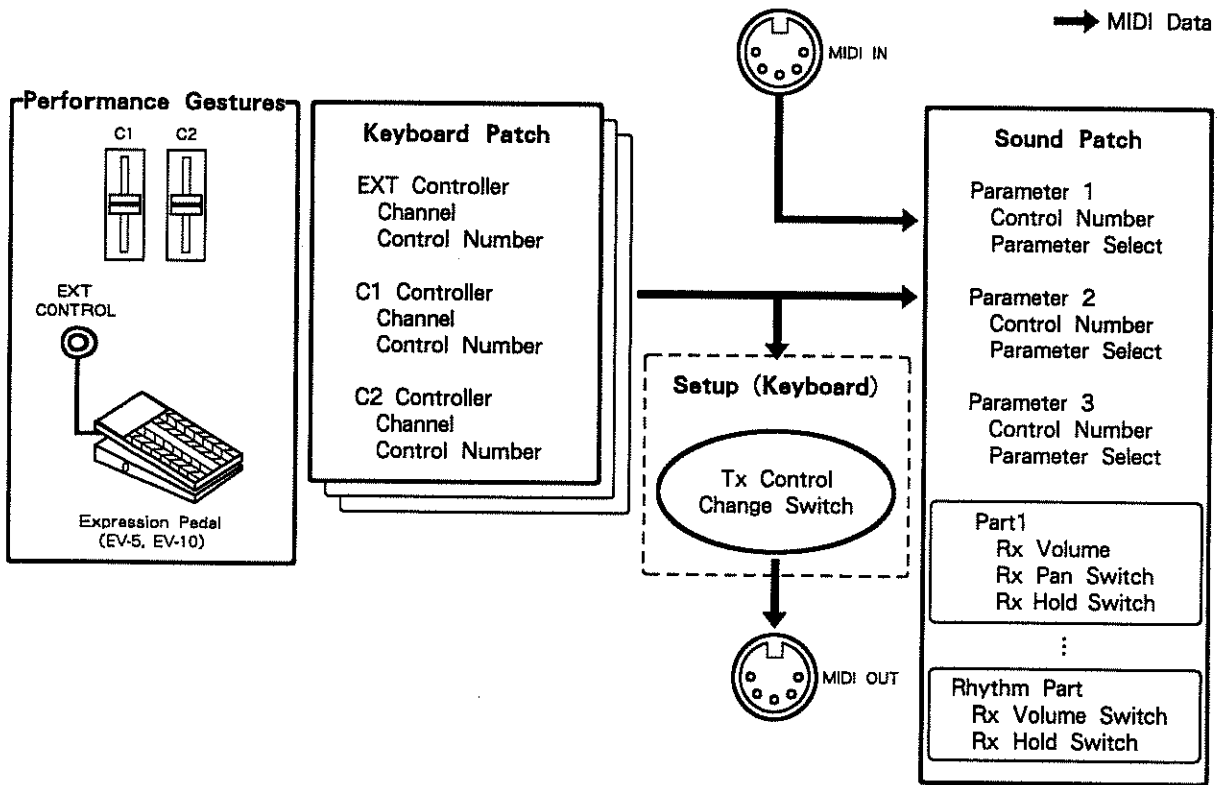 MIDI Data
MIDI IN
Performance Gestures
C1 C2
EXT
CONTROL
Expression Pedal
(EV-5, EV-10)
Keyboard Patch
EXT Controller
Channel
Control Number
C1 Controller
Channel
Control Number
C2 Controller
Channel
Control Number
Setup (Keyboard)
Tx Control
Change Switch
MIDI OUT
Sound Patch
Parameter 1
Control Number
Parameter Select
Parameter 2
Control Number
Parameter Select
Parameter 3
Control Number
Parameter Select
Part1
Rx Volume
Rx Pan Switch
Rx Hold Switch
⋮
Rhythm Part
Rx Volume Switch
Rx Hold Switch